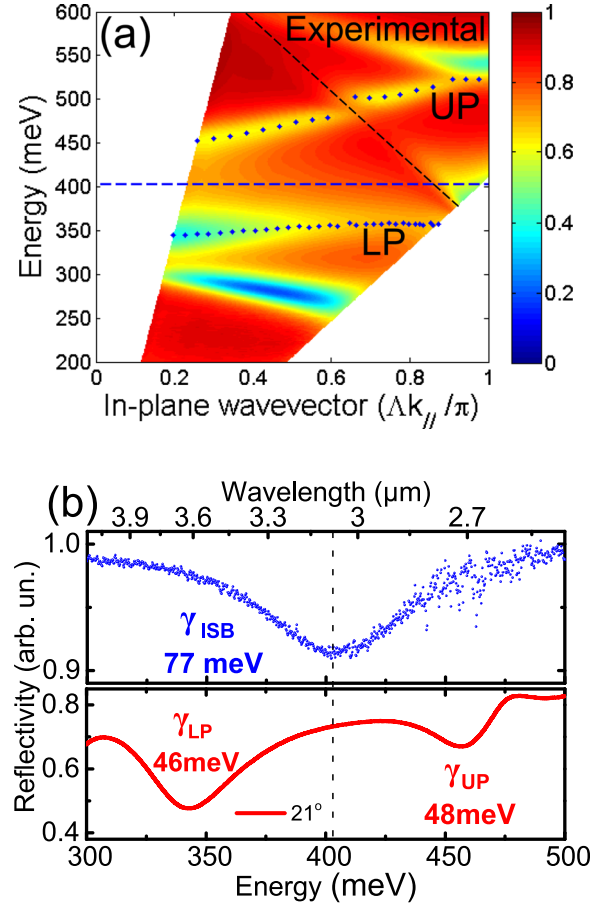 (a)
Experimental
UP
LP
Energy (meV)
600
550
500
450
400
350
300
250
200
0 0.2 0.4 0.6 0.8 1
In-plane wavevector (Λk// /π)
1
0.8
0.6
0.4
0.2
0
(b)
Wavelength (μm)
3.9 3.6 3.3 3 2.7
Reflectivity (arb. un.)
1.0
0.9
γISB
77 meV
0.8
0.6
0.4
γLP
46meV
γUP
48meV
21°
300 350 400 450 500
Energy (meV)